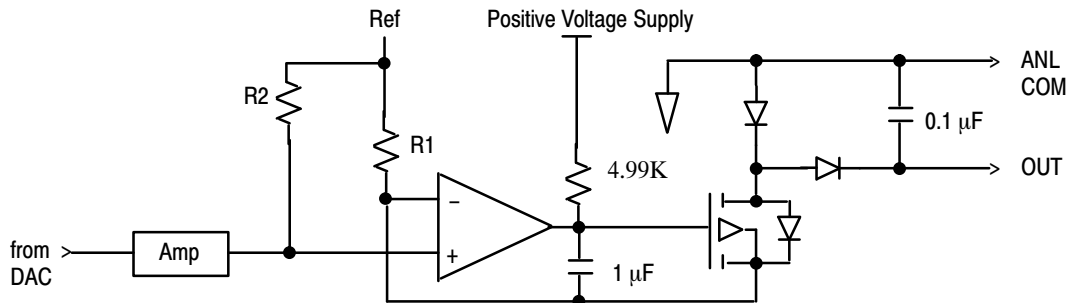 Ref
Positive Voltage Supply
ANL
COM
R2
R1
0.1 μF
4.99K
OUT
−
+
from
DAC
Amp
1 μF